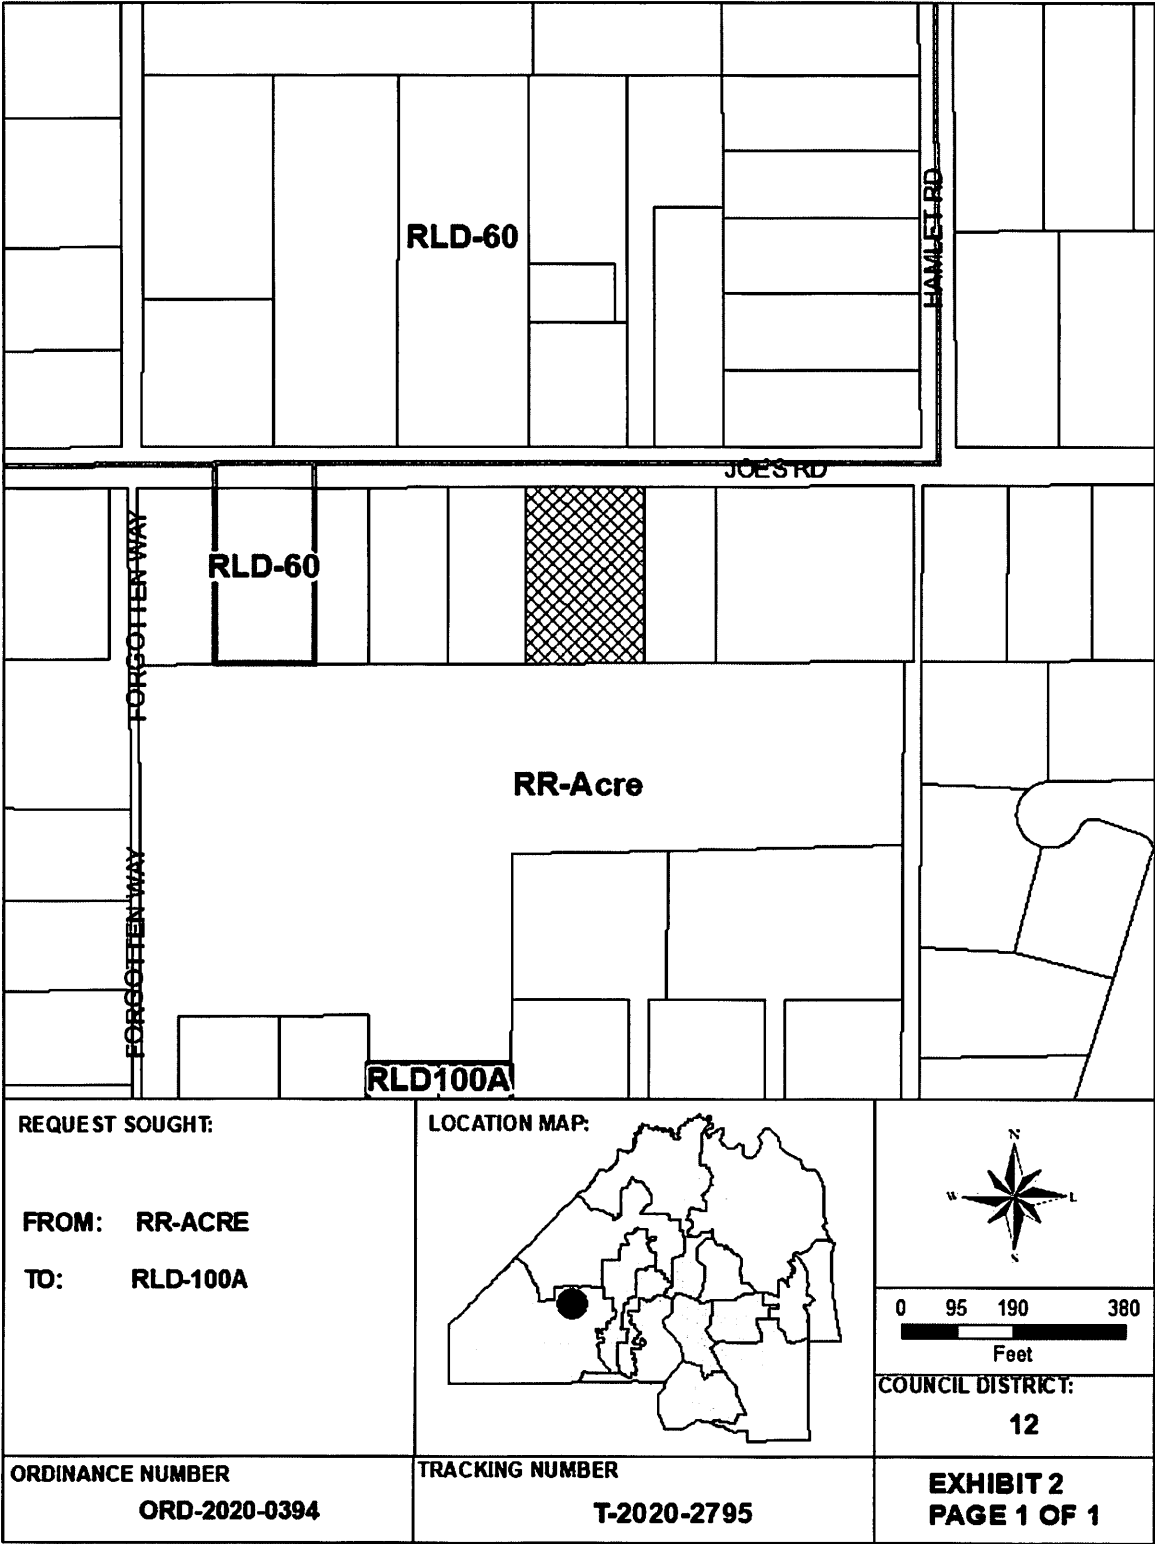 RLD-60
HAMLET RD
JOES RD
RLD-60
FORGOTTEN WAY
RR-Acre
FORGOTTEN WAY
RLD100A
REQUEST SOUGHT:
FROM: RR-ACRE
TO: RLD-100A
LOCATION MAP:
N
W
L
S
0 95 190 380
Feet
COUNCIL DISTRICT:
12
ORDINANCE NUMBER
ORD-2020-0394
TRACKING NUMBER
T-2020-2795
EXHIBIT 2
PAGE 1 OF 1